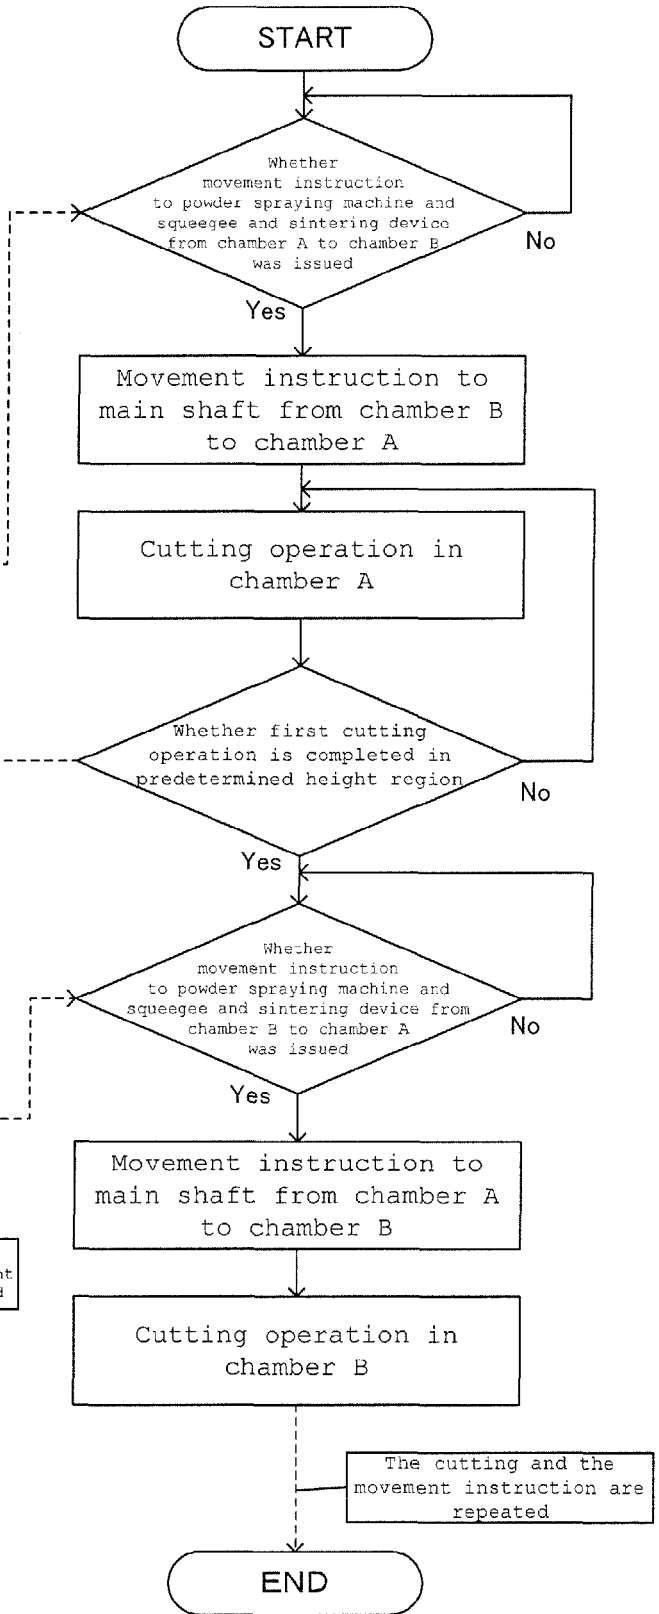 START
Whether
movement instruction
to powder spraying machine and
squeegee and sintering device
from chamber A to chamber B
was issued
No
Yes
Movement instruction to
main shaft from chamber B
to chamber A
Cutting operation in
chamber A
Whether first cutting
operation is completed in
predetermined height region
No
Yes
Whether
movement instruction
to powder spraying machine and
squeegee and sintering device from
chamber B to chamber A
was issued
No
Yes
Movement instruction to
main shaft from chamber A
to chamber B
Cutting operation in
chamber B
The cutting and the
movement instruction are
repeated
END